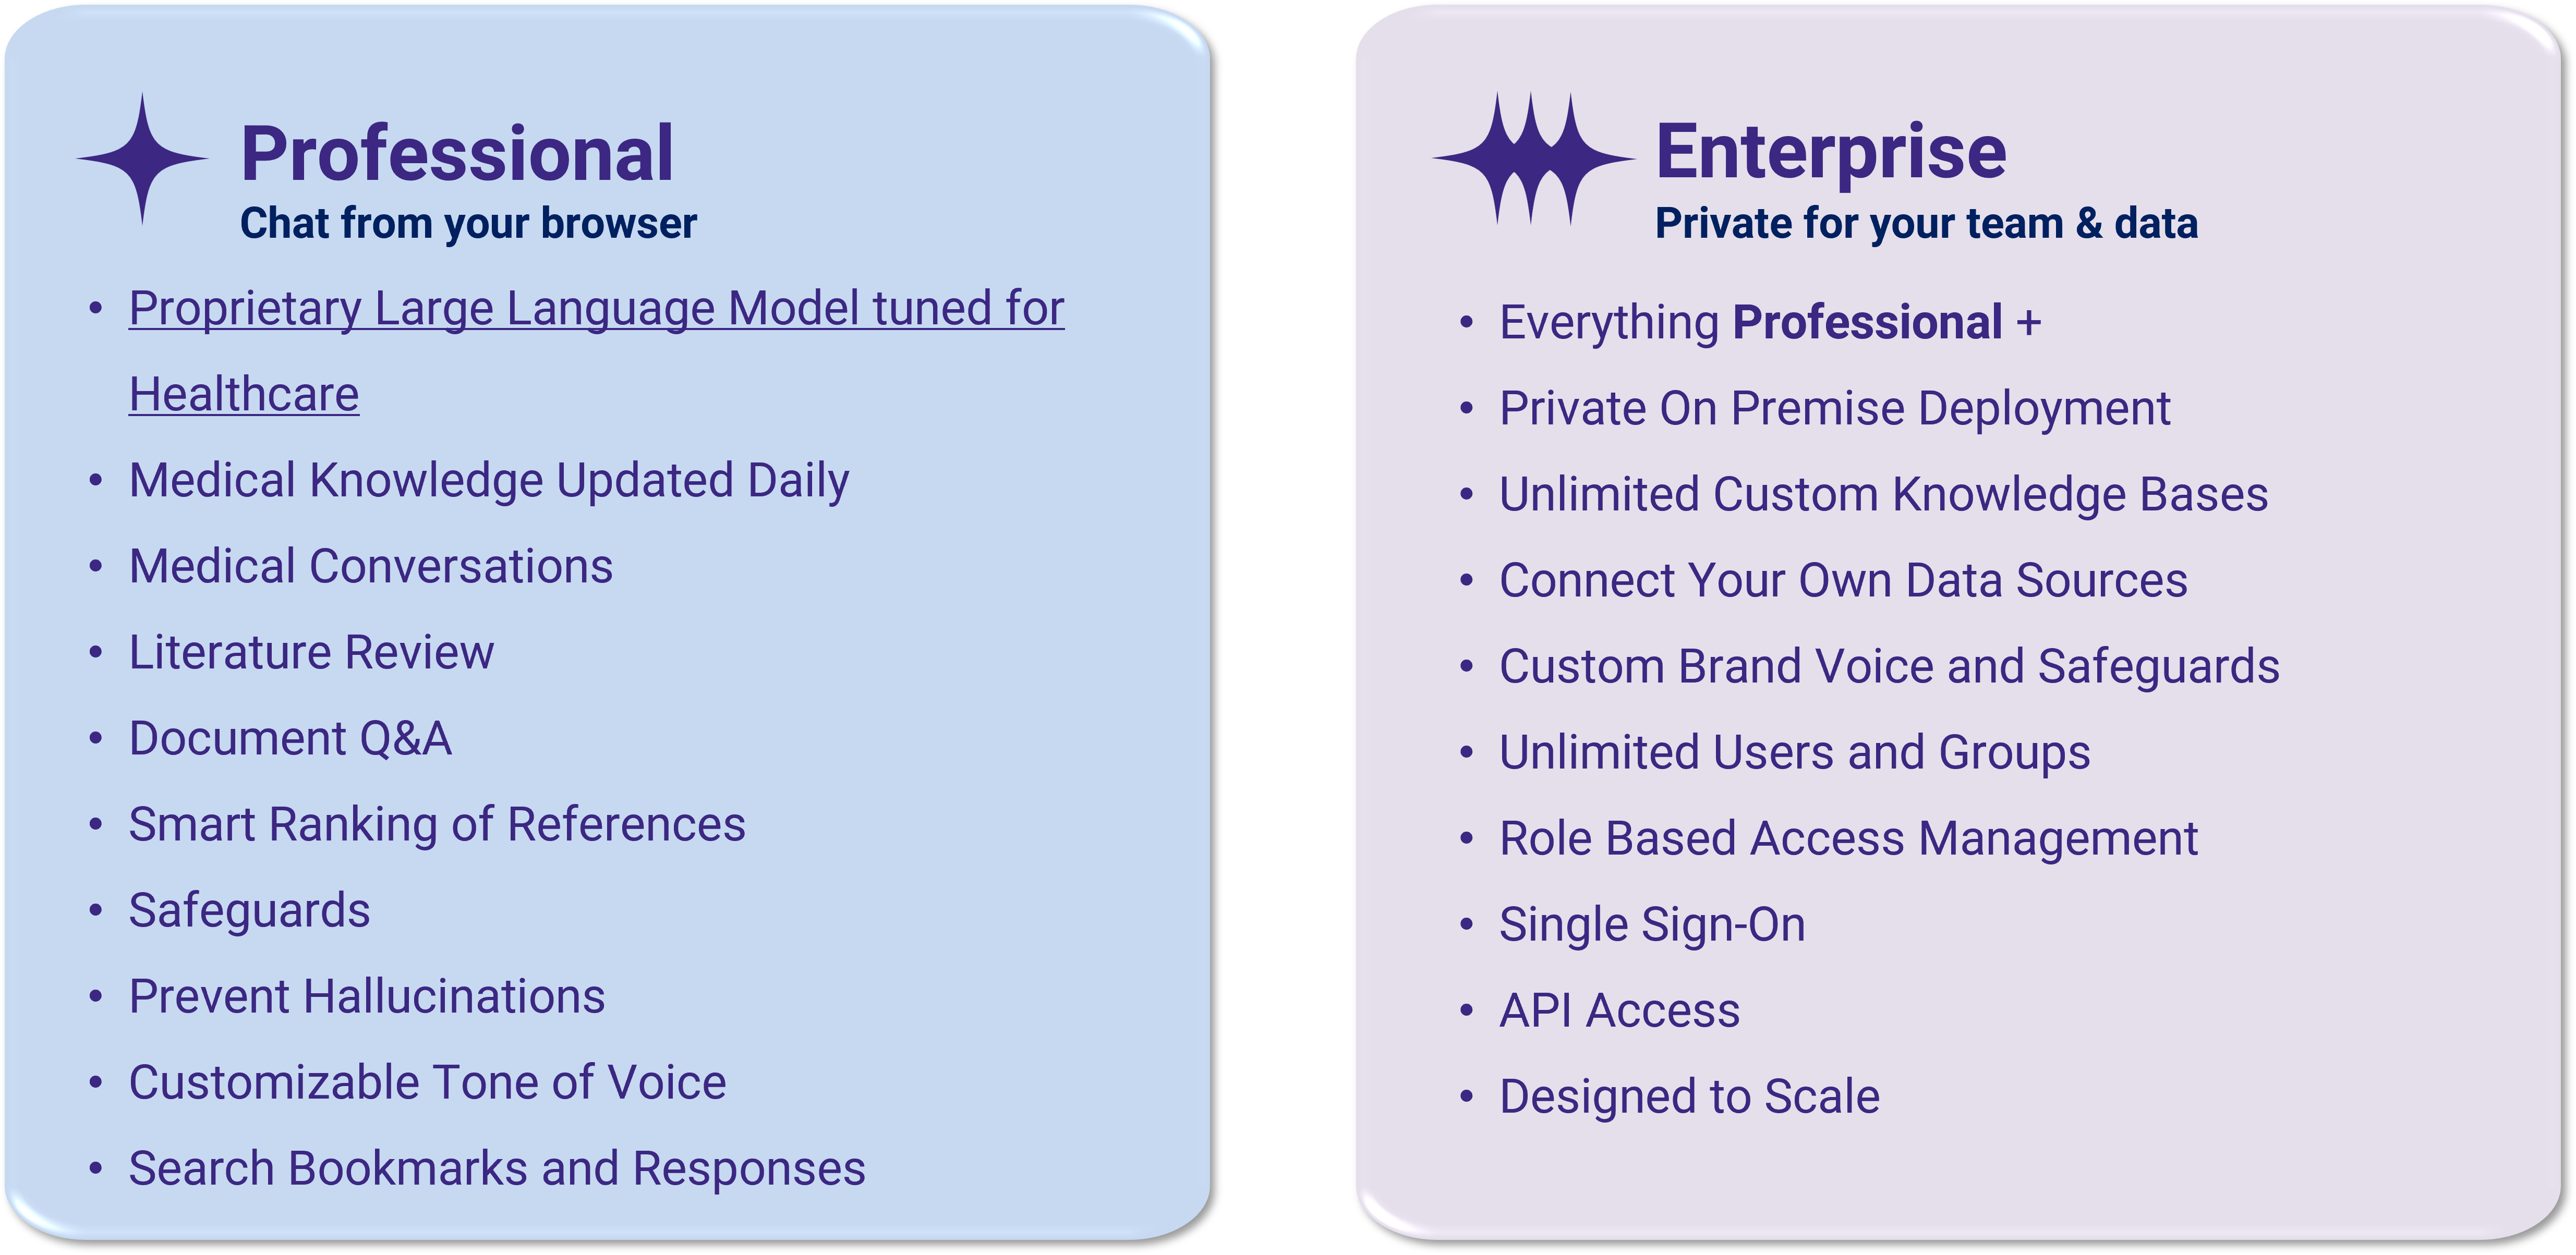 Professional
Chat from your browser
• Proprietary Large Language Model tuned for
Healthcare
• Medical Knowledge Updated Daily
• Medical Conversations
• Literature Review
• Document Q&A
• Smart Ranking of References
• Safeguards
• Prevent Hallucinations
• Customizable Tone of Voice
• Search Bookmarks and Responses
Enterprise
Private for your team & data
• Everything Professional +
• Private On Premise Deployment
• Unlimited Custom Knowledge Bases
• Connect Your Own Data Sources
• Custom Brand Voice and Safeguards
• Unlimited Users and Groups
• Role Based Access Management
• Single Sign-On
• API Access
• Designed to Scale